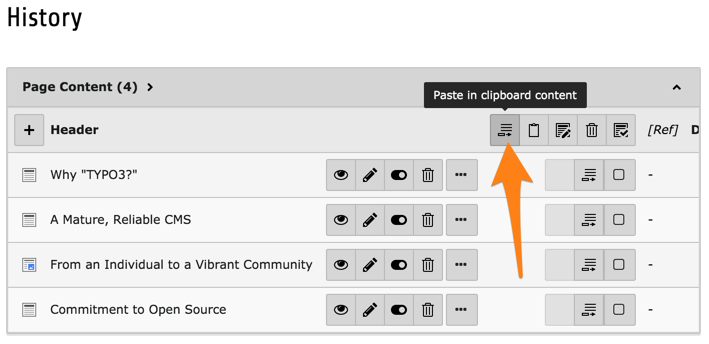 History
Page Content (4)
Paste in clipboard content
Header [Ref] D
Why "TYPO3?" -
A Mature, Reliable CMS -
From an Individual to a Vibrant Community -
Commitment to Open Source -